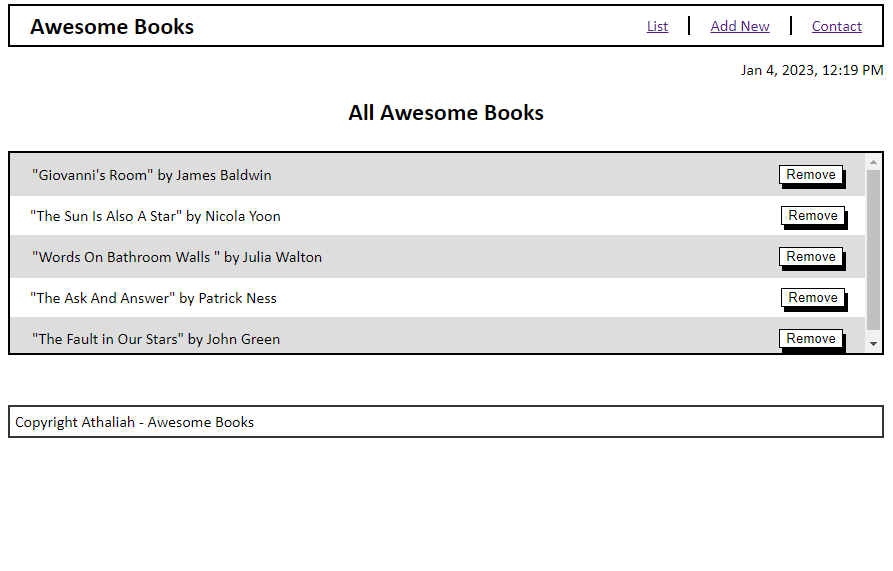 Awesome Books
List
Add New
Contact
Jan 4, 2023, 12:19 PM
All Awesome Books
"Giovanni's Room" by James Baldwin
Remove
"The Sun Is Also A Star" by Nicola Yoon
Remove
"Words On Bathroom Walls " by Julia Walton
Remove
"The Ask And Answer" by Patrick Ness
Remove
"The Fault in Our Stars" by John Green
Remove
Copyright Athaliah - Awesome Books